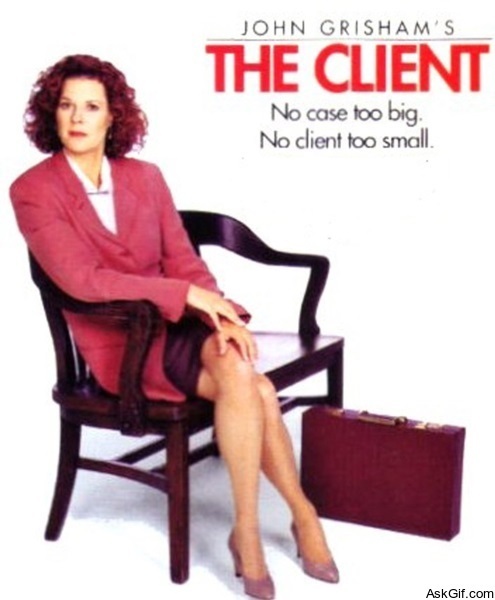 JOHN GRISHAM'S
THE CLIENT
No case too big.
No client too small.
AskGif.com